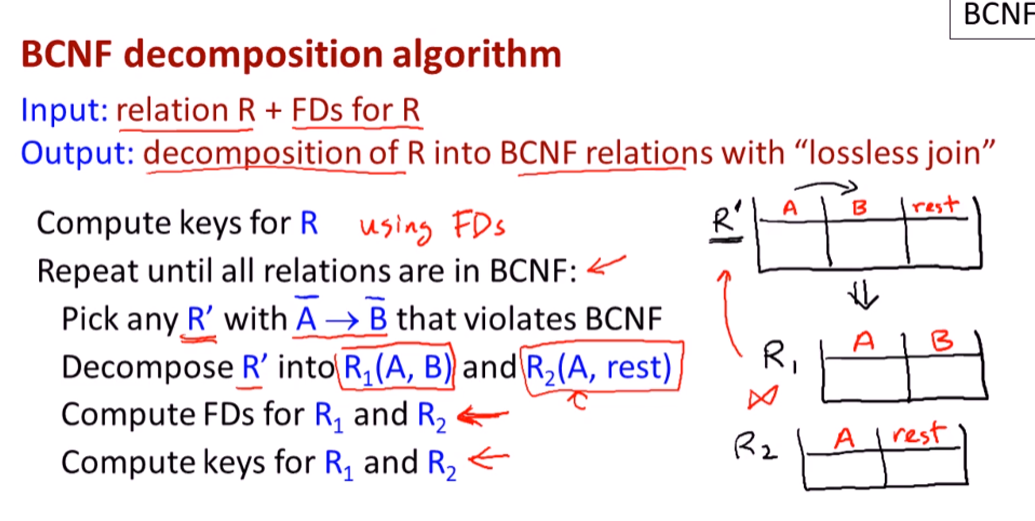 BCNF
BCNF decomposition algorithm
Input: relation R + FDs for R
Output: decomposition of R into BCNF relations with “lossless join”
Compute keys for R using FDs
Repeat until all relations are in BCNF:
Pick any R’ with A → B that violates BCNF
Decompose R’ into R₁(A, B) and R₂(A, rest)
Compute FDs for R₁ and R₂
Compute keys for R₁ and R₂
R' A B rest
R₁ A B
⋈
R₂ A rest